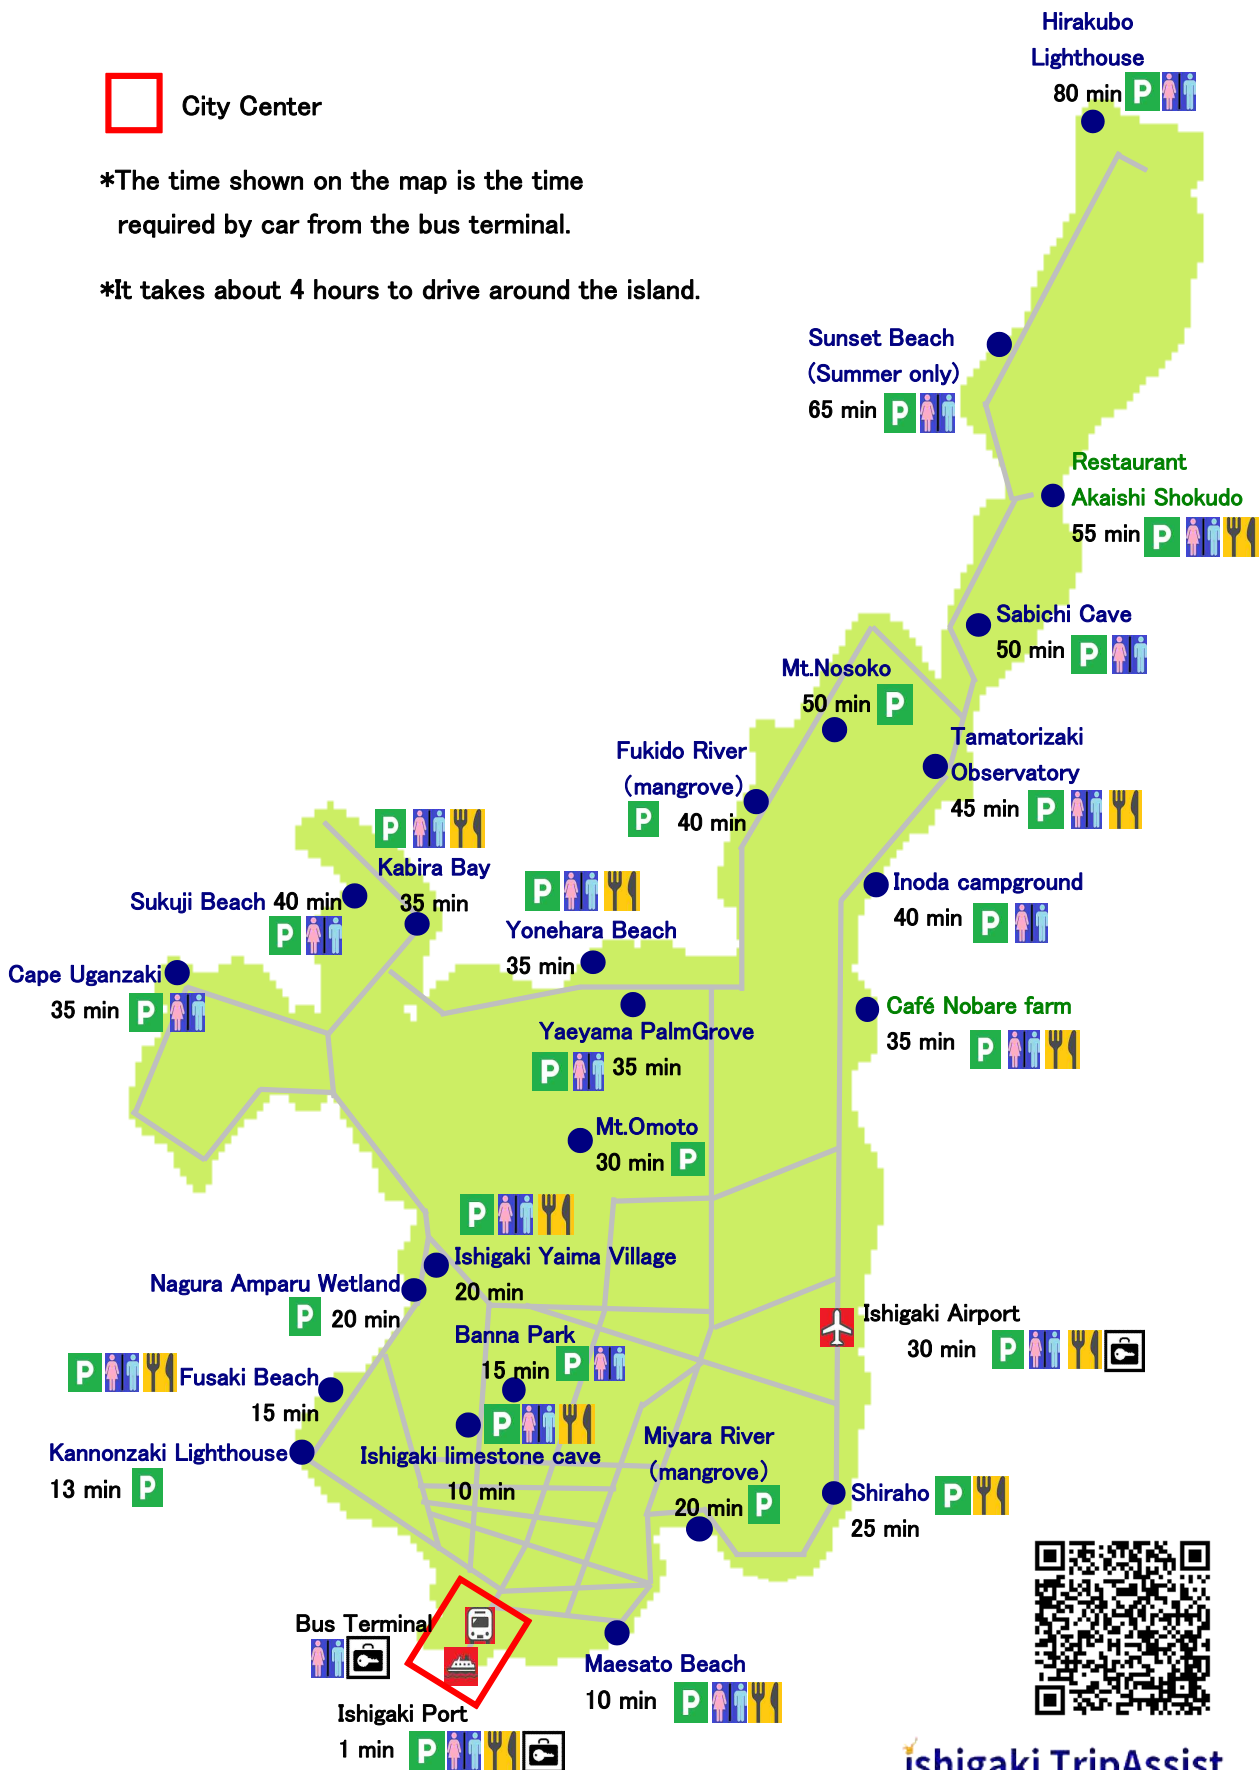 Hirakubo
Lighthouse
80 min P
City Center
*The time shown on the map is the time
required by car from the bus terminal.
*It takes about 4 hours to drive around the island.
Sunset Beach
(Summer only)
65 min P
Restaurant
Akaishi Shokudo
55 min P
Sabichi Cave
50 min P
Mt.Nosoko
50 min P
Tamatorizaki
Observatory
45 min P
Fukido River
(mangrove)
P 40 min
P
Kabira Bay
35 min
Sukuji Beach 40 min
P
P
Yonehara Beach
35 min
Inoda campground
40 min P
Cape Uganzaki
35 min P
Café Nobare farm
35 min P
Yaeyama PalmGrove
P 35 min
Mt.Omoto
30 min P
P
Ishigaki Yaima Village
20 min
Nagura Amparu Wetland
P 20 min
Ishigaki Airport
30 min P
Banna Park
15 min P
P Fusaki Beach
15 min
P
Ishigaki limestone cave
10 min
Kannonzaki Lighthouse
13 min P
Miyara River
(mangrove)
20 min P
Shiraho P
25 min
Bus Terminal
Maesato Beach
10 min P
Ishigaki Port
1 min P
ishigaki TripAssist